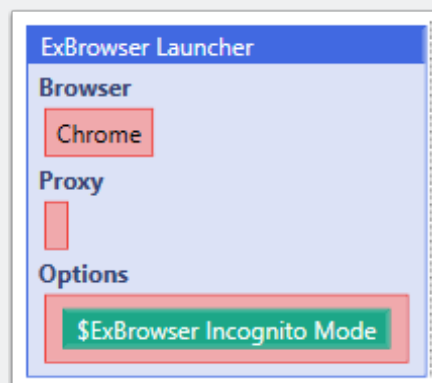 ExBrowser Launcher
Browser
Chrome
Proxy
Options
$ExBrowser Incognito Mode